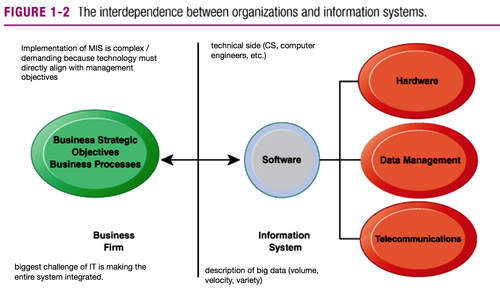 FIGURE 1-2 The interdependence between organizations and information systems.
Implementation of MIS is complex /
demanding because technology must
directly align with management
objectives
technical side (CS, computer
engineers, etc.)
Hardware
Business Strategic
Objectives
Business Processes
Software
Data Management
Telecommunications
Business
Firm
Information
System
biggest challenge of IT is making the
entire system integrated.
description of big data (volume,
velocity, variety)